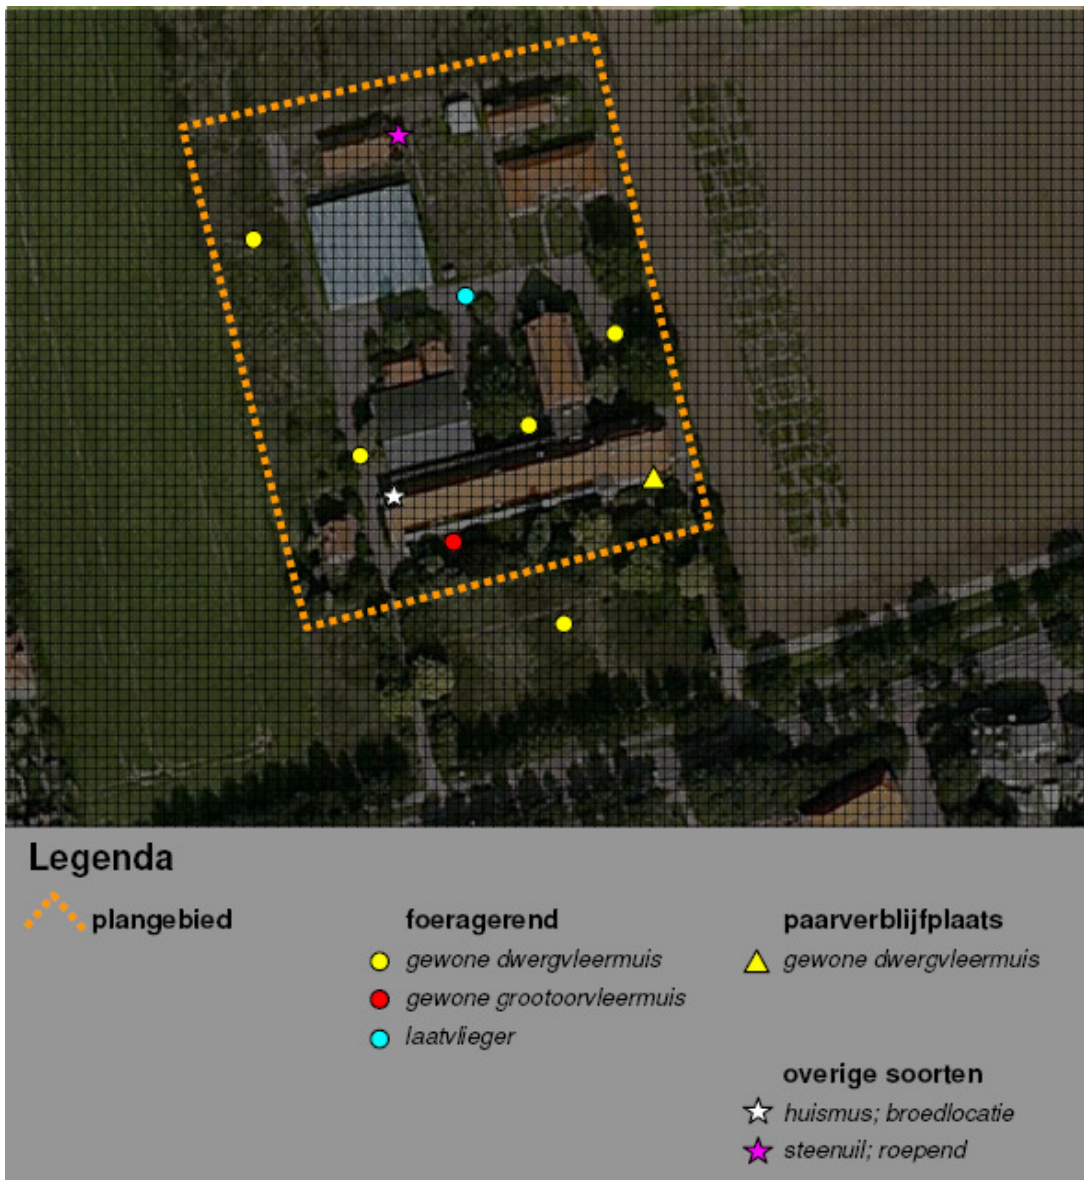 Legenda
plangebied
foeragerend
gewone dwergvleermuis
gewone grootoorvleermuis
laatvlieger
paarverblijfplaats
gewone dwergvleermuis
overige soorten
huismus; broedlocatie
steenuil; roepend